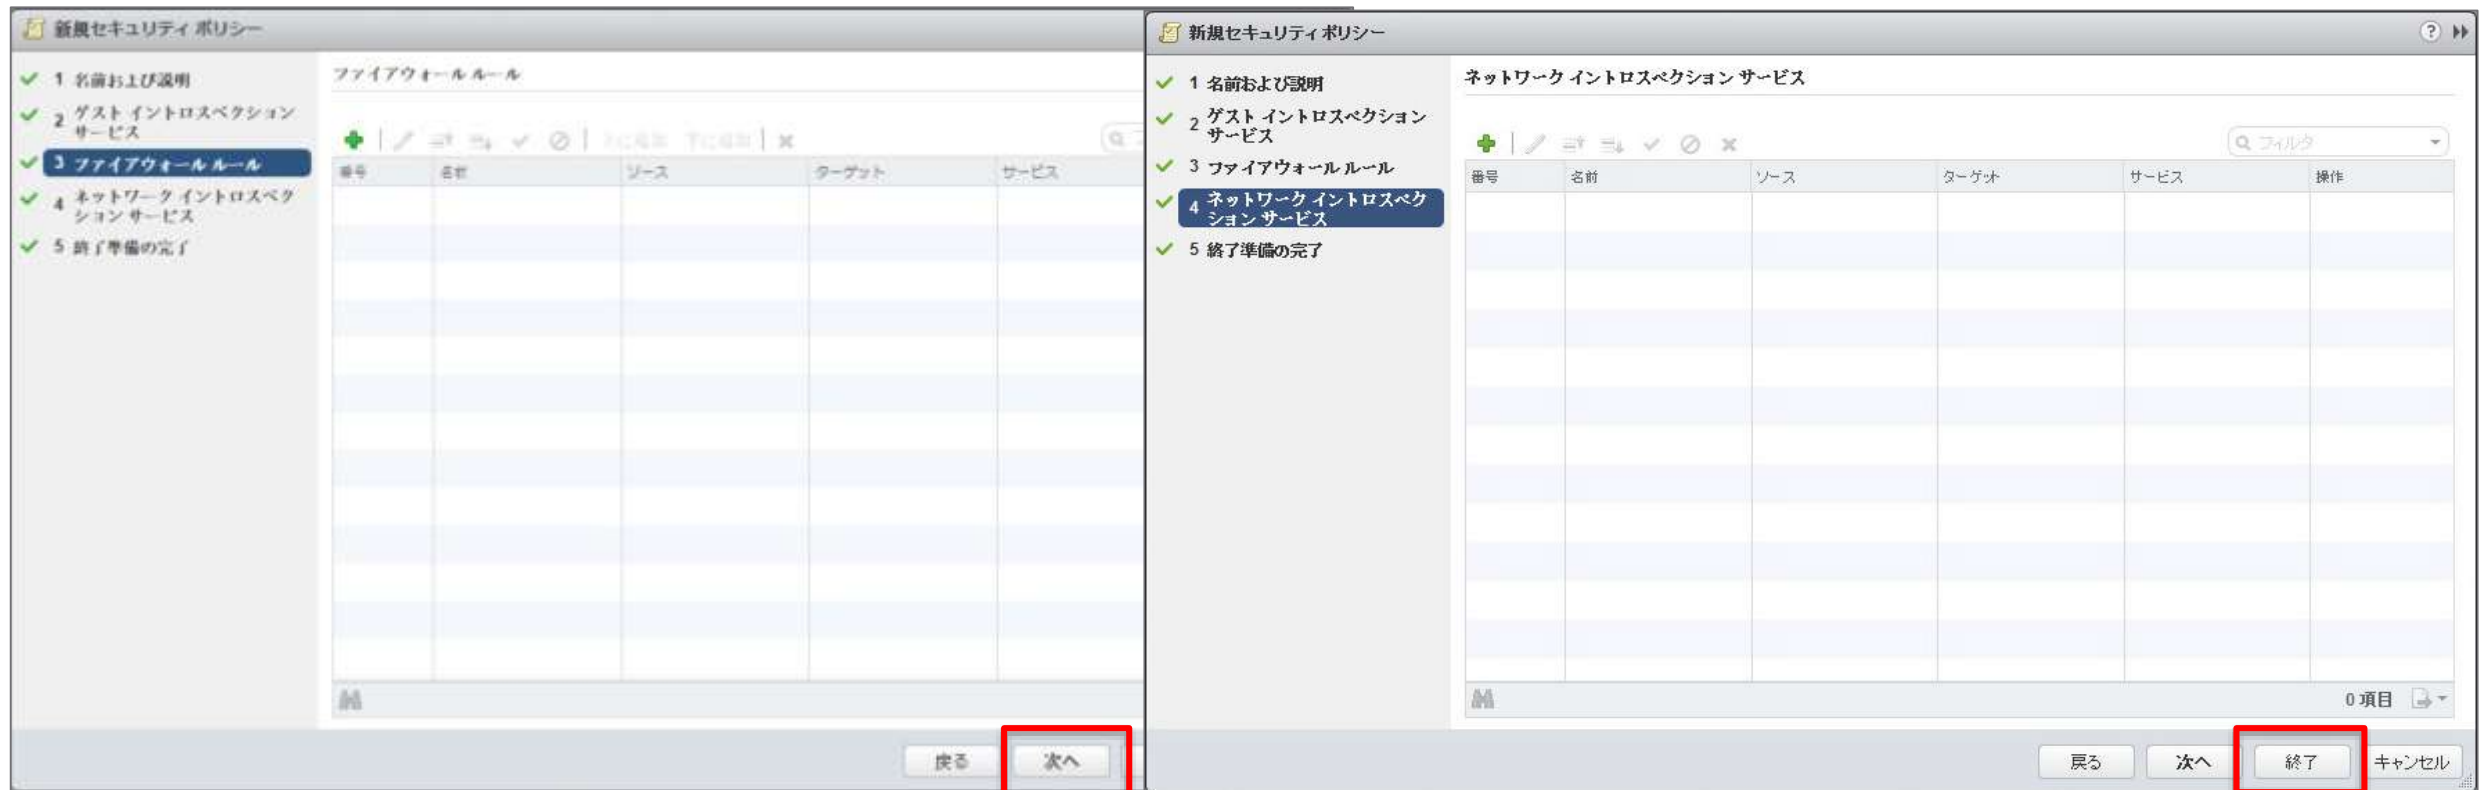 新規セキュリティ ポリシー
1 名前および説明
2 ゲスト イントロスペクション
サービス
3 ファイアウォール ルール
4 ネットワーク イントロスペク
ション サービス
5 終了準備の完了
ファイアウォール ルール
番号 名前 ソース ターゲット サービス
戻る 次へ
新規セキュリティ ポリシー
1 名前および説明
2 ゲスト イントロスペクション
サービス
3 ファイアウォール ルール
4 ネットワーク イントロスペク
ション サービス
5 終了準備の完了
ネットワーク イントロスペクション サービス
フィルタ
番号 名前 ソース ターゲット サービス 操作
0 項目
戻る 次へ 終了 キャンセル